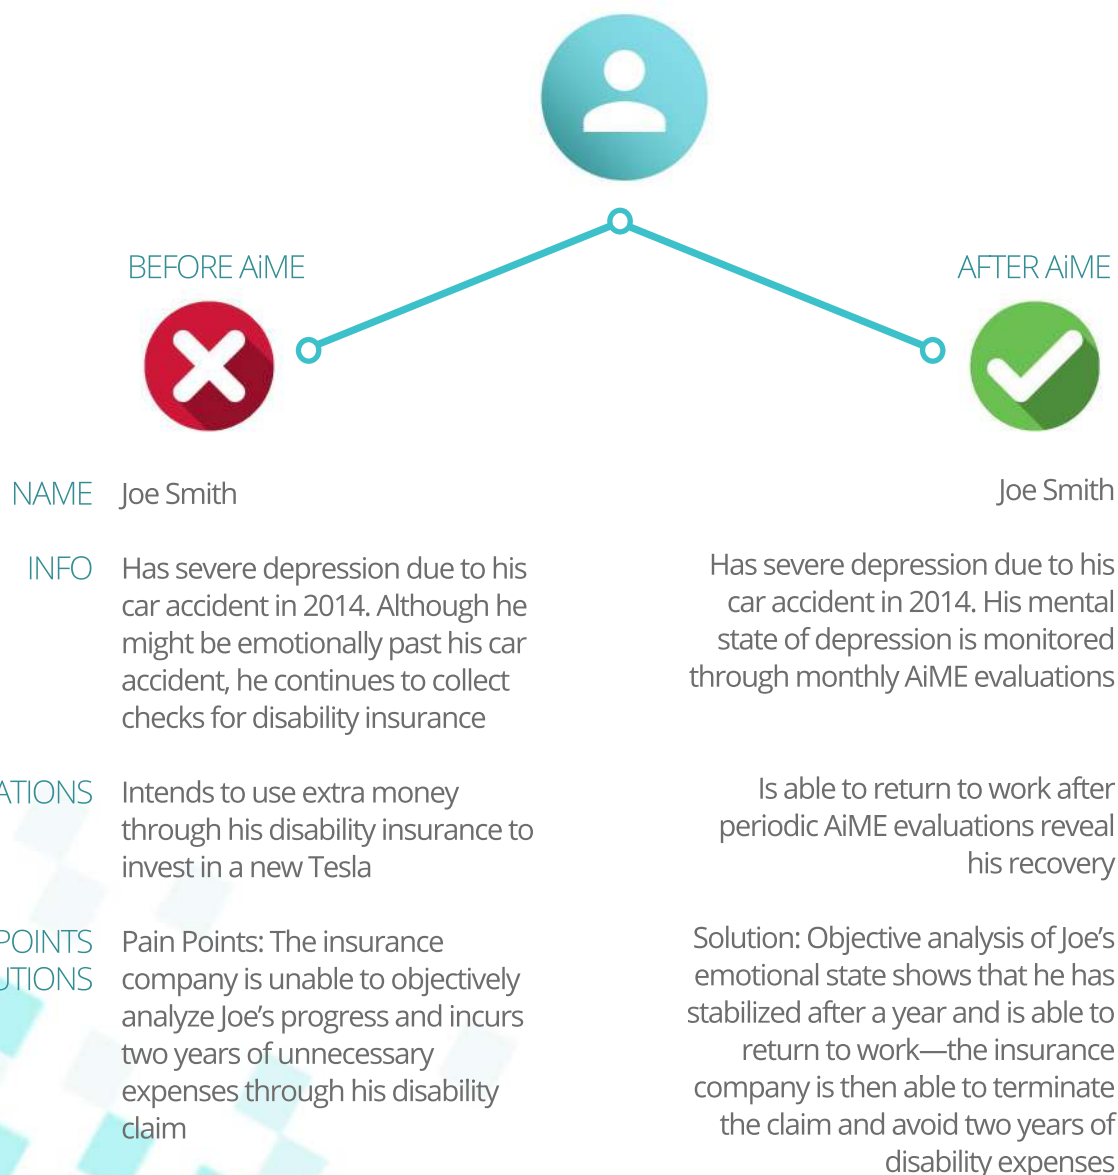 BEFORE AiME
AFTER AiME
NAME
Joe Smith
Joe Smith
INFO
Has severe depression due to his
car accident in 2014. Although he
might be emotionally past his car
accident, he continues to collect
checks for disability insurance
Has severe depression due to his
car accident in 2014. His mental
state of depression is monitored
through monthly AiME evaluations
ATIONS
Intends to use extra money
through his disability insurance to
invest in a new Tesla
Is able to return to work after
periodic AiME evaluations reveal
his recovery
POINTS
UTIONS
Pain Points: The insurance
company is unable to objectively
analyze Joe’s progress and incurs
two years of unnecessary
expenses through his disability
claim
Solution: Objective analysis of Joe’s
emotional state shows that he has
stabilized after a year and is able to
return to work—the insurance
company is then able to terminate
the claim and avoid two years of
disability expenses